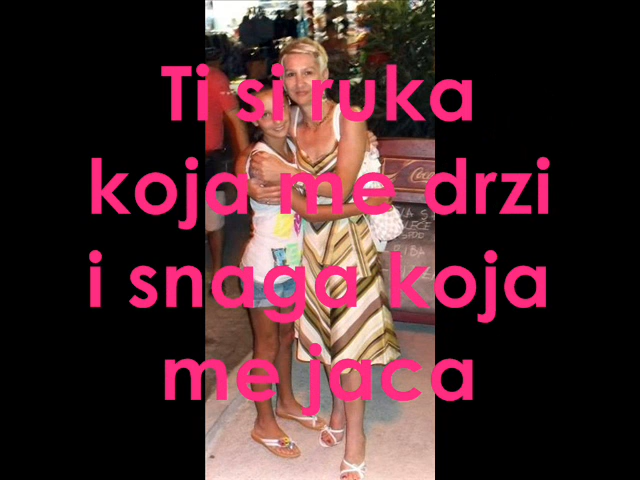 Ti si ruka
koja me drzi
i snaga koja
me jaca